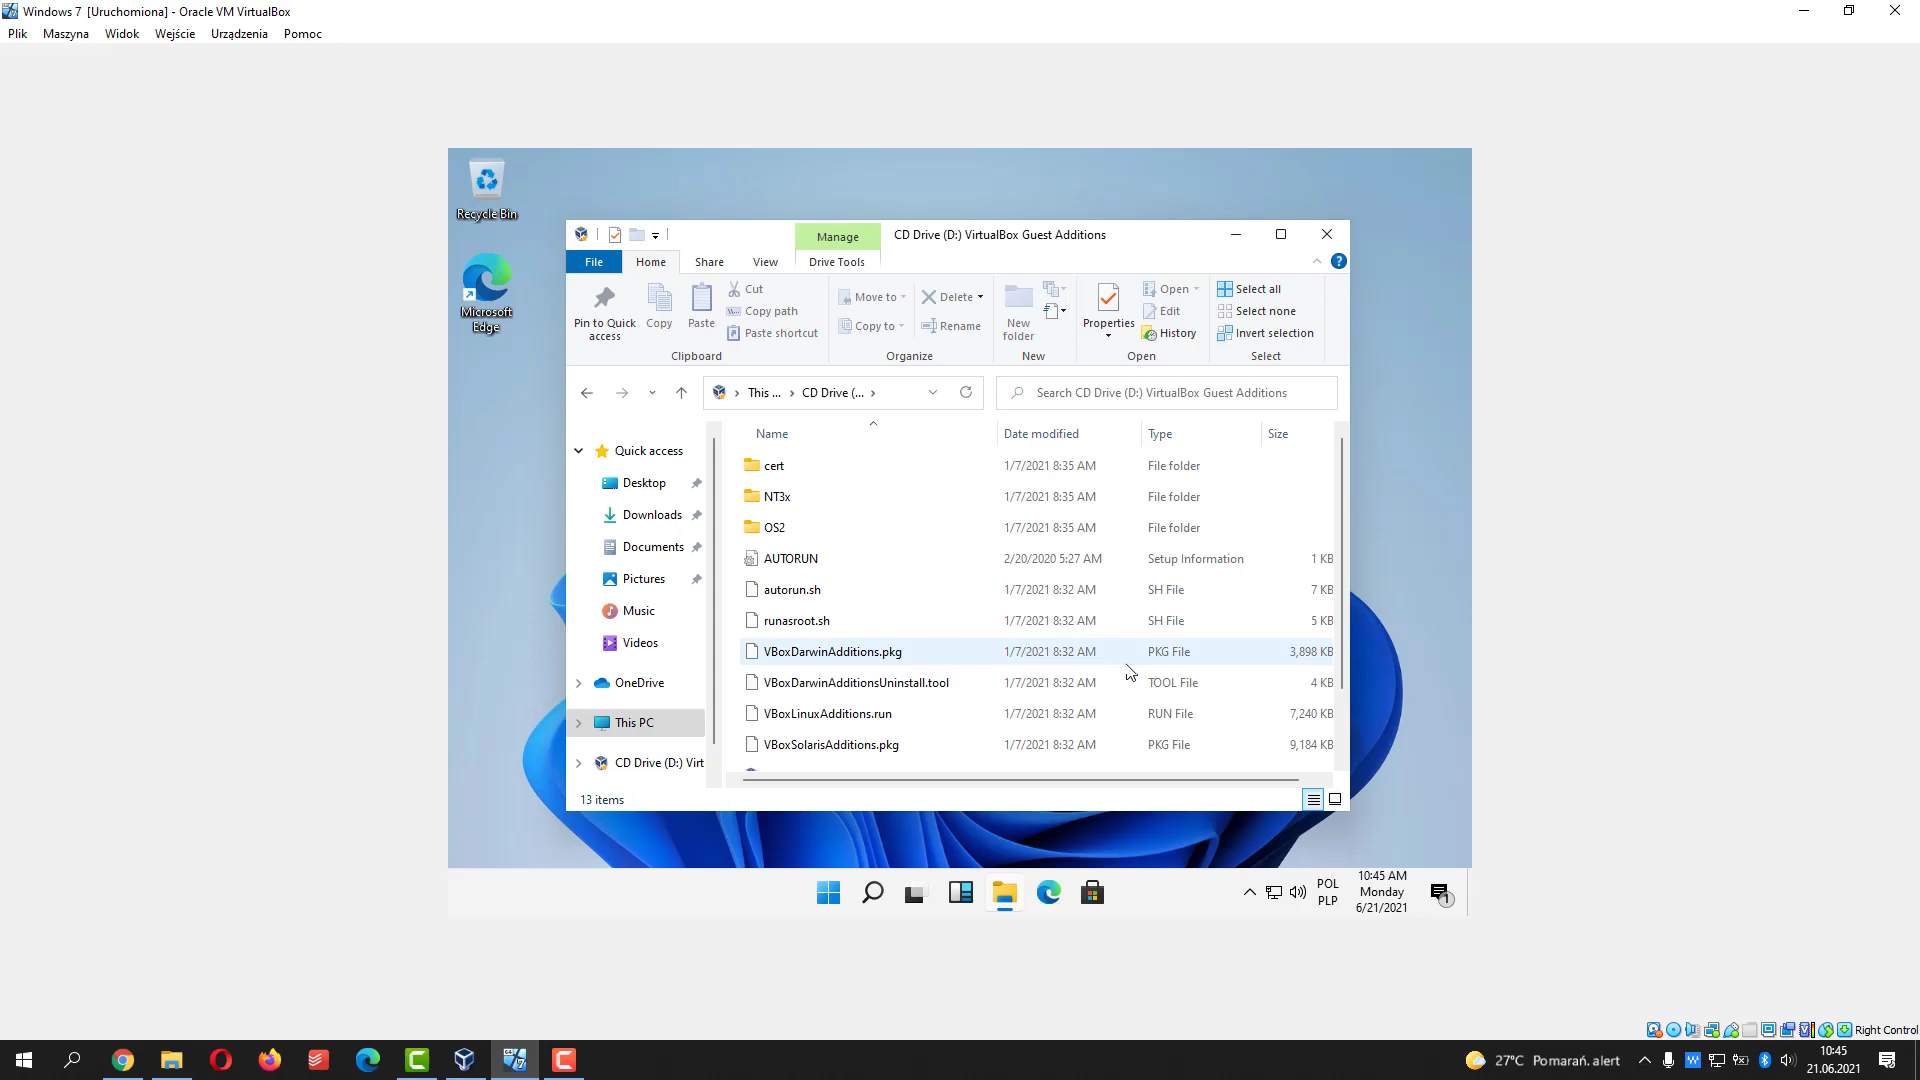 Windows 7 [Uruchomiona] - Oracle VM VirtualBox
Plik Maszyna Widok Wejście Urządzenia Pomoc
Recycle Bin
Microsoft
Edge
Manage
CD Drive (D:) VirtualBox Guest Additions
File Home Share View Drive Tools
Pin to Quick
access
Copy
Paste
Cut
Copy path
Paste shortcut
Clipboard
Move to
Copy to
Delete
Rename
Organize
New
folder
New
Properties
Open
Edit
History
Open
Select all
Select none
Invert selection
Select
This ... CD Drive (...
Search CD Drive (D:) VirtualBox Guest Additions
Quick access
Desktop
Downloads
Documents
Pictures
Music
Videos
OneDrive
This PC
CD Drive (D:) Virt
Name Date modified Type Size
cert 1/7/2021 8:35 AM File folder
NT3x 1/7/2021 8:35 AM File folder
OS2 1/7/2021 8:35 AM File folder
AUTORUN 2/20/2020 5:27 AM Setup Information 1 KB
autorun.sh 1/7/2021 8:32 AM SH File 7 KB
runasroot.sh 1/7/2021 8:32 AM SH File 5 KB
VBoxDarwinAdditions.pkg 1/7/2021 8:32 AM PKG File 3,898 KB
VBoxDarwinAdditionsUninstall.tool 1/7/2021 8:32 AM TOOL File 4 KB
VBoxLinuxAdditions.run 1/7/2021 8:32 AM RUN File 7,240 KB
VBoxSolarisAdditions.pkg 1/7/2021 8:32 AM PKG File 9,184 KB
13 items
POL
PLP
10:45 AM
Monday
6/21/2021
1
Right Control
27°C Pomarań. alert
10:45
21.06.2021